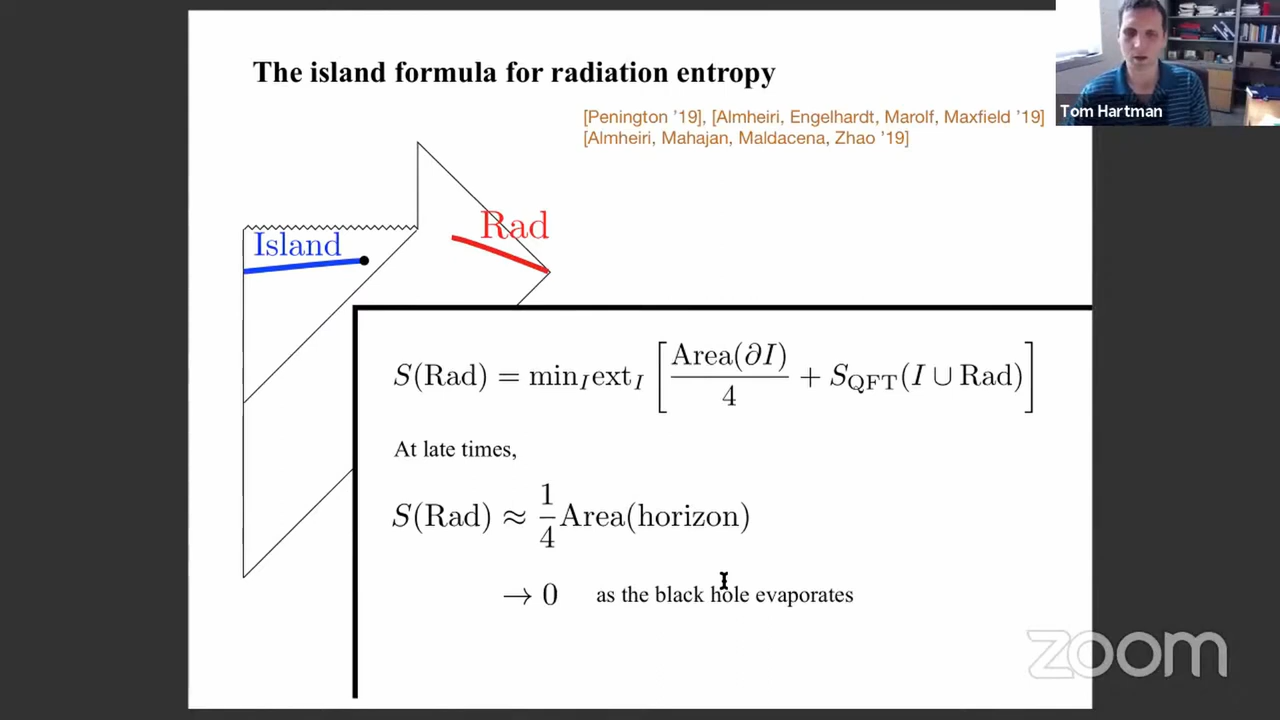 The island formula for radiation entropy
Tom Hartman
[Penington ’19], [Almheiri, Engelhardt, Marolf, Maxfield ’19]
[Almheiri, Mahajan, Maldacena, Zhao ’19]
Rad
Island
S(Rad) = min_I ext_I [ Area(∂I)/4 + S_QFT(I ∪ Rad) ]
At late times,
S(Rad) ≈ 1/4 Area(horizon)
→ 0 as the black hole evaporates
zoom